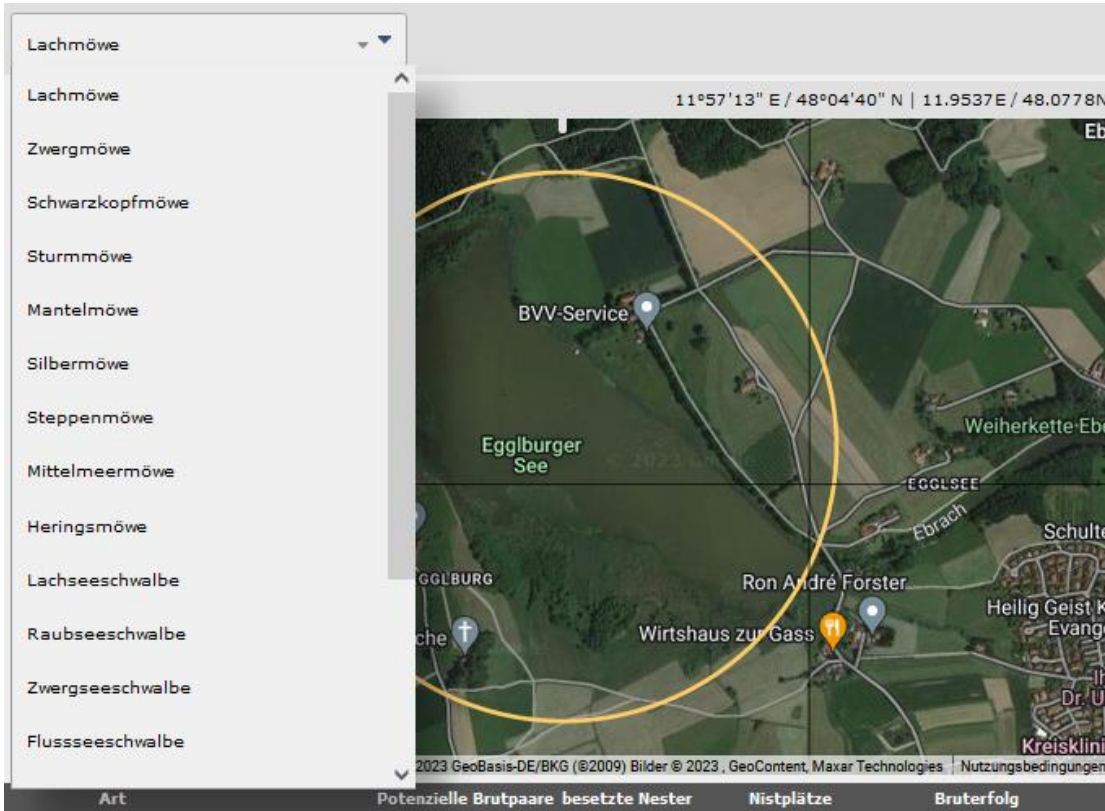 Lachmöwe
Lachmöwe
Zwergmöwe
Schwarzkopfmöwe
Sturmmöwe
Mantelmöwe
Silbermöwe
Steppenmöwe
Mittelmeermöwe
Heringsmöwe
Lachseeschwalbe
Raubseeschwalbe
Zwergseeschwalbe
Flussseeschwalbe
11°57'13" E / 48°04'40" N | 11.9537E / 48.0778N
Eb
BVV-Service
Egglburger
See
Weiherkette Ebe
EGGLSEE
Ebrach
Schulte
GGLBURG
Ron André Forster
Heilig Geist K
Evang
che
Wirtshaus zur Gass
Ih
Dr. U
Kreisklini
2023 GeoBasis-DE/BKG (©2009) Bilder © 2023 , GeoContent, Maxar Technologies
Nutzungsbedingungen
Art Potenzielle Brutpaare besetzte Nester Nistplätze Bruterfolg